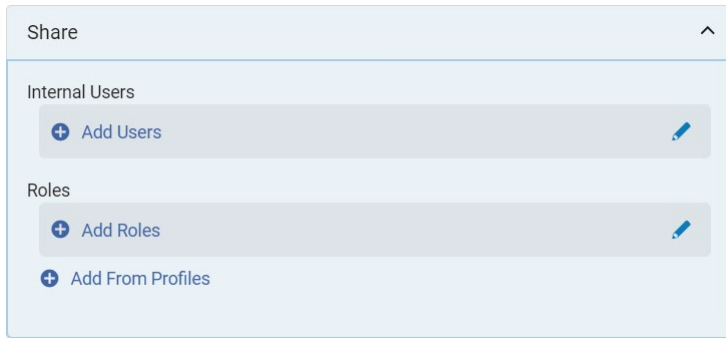 Share
Internal Users
Add Users
Roles
Add Roles
Add From Profiles